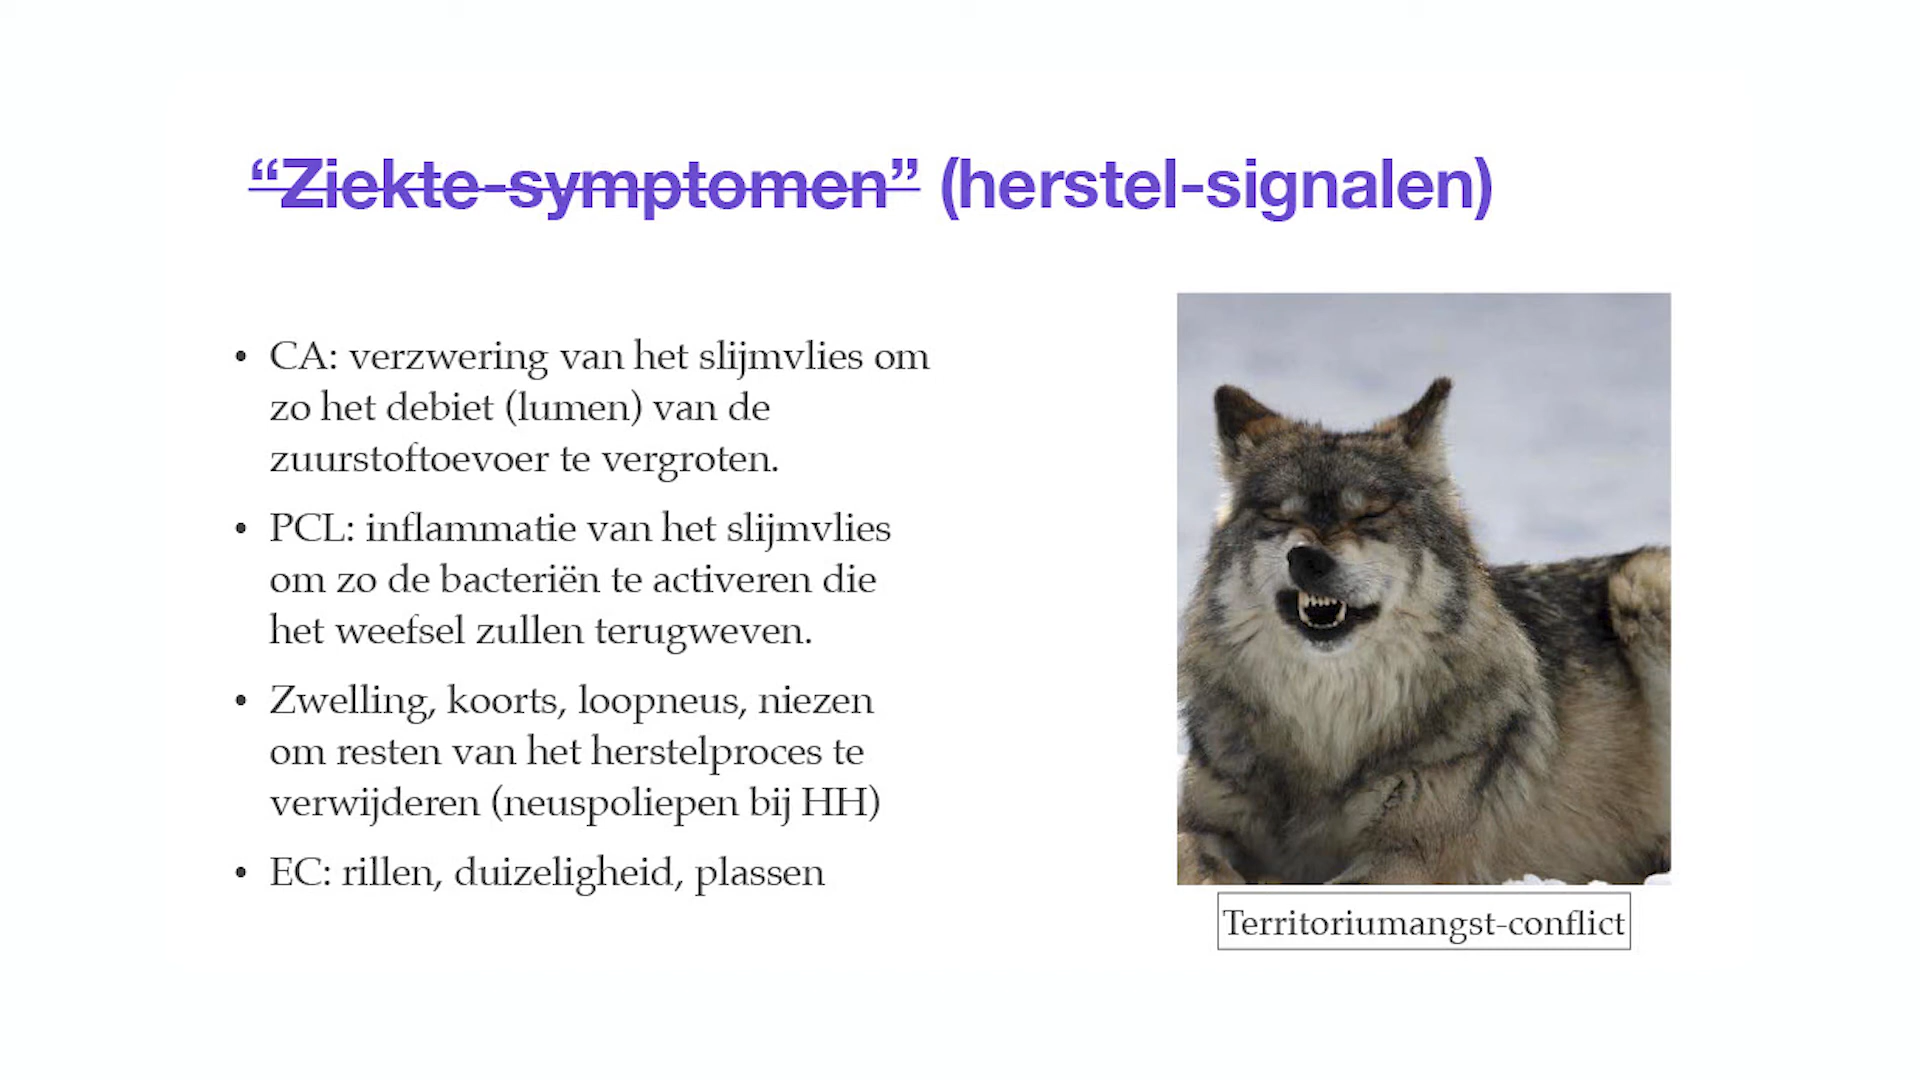 “Ziekte-symptomen” (herstel-signalen)
• CA: verzwering van het slijmvlies om
zo het debiet (lumen) van de
zuurstoftoevoer te vergroten.
• PCL: inflammatie van het slijmvlies
om zo de bacteriën te activeren die
het weefsel zullen terugweven.
• Zwelling, koorts, loopneus, niezen
om resten van het herstelproces te
verwijderen (neuspoliepen bij HH)
• EC: rillen, duizeligheid, plassen
Territoriumangst-conflict